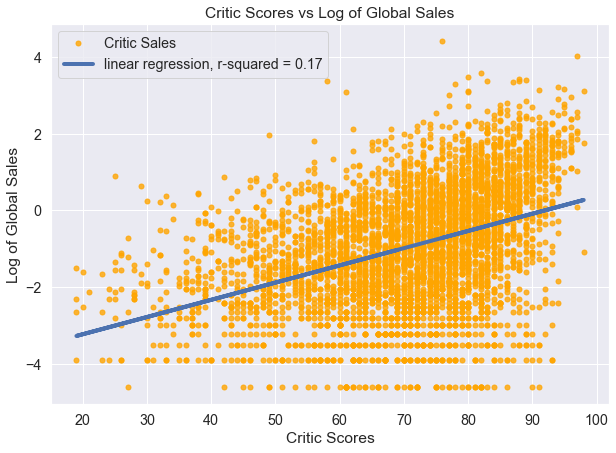 Critic Scores vs Log of Global Sales
Critic Sales
linear regression, r-squared = 0.17
Log of Global Sales
4
2
0
−2
−4
20 30 40 50 60 70 80 90 100
Critic Scores